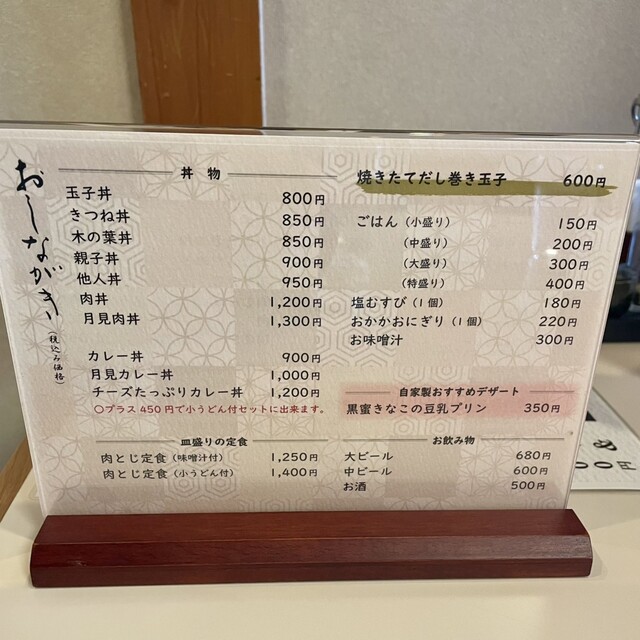 おしながき
(税込み価格)
丼物
玉子丼 800円
きつね丼 850円
木の葉丼 850円
親子丼 900円
他人丼 950円
肉丼 1,200円
月見肉丼 1,300円
カレー丼 900円
月見カレー丼 1,000円
チーズたっぷりカレー丼 1,200円
○プラス450円で小うどん付セットに出来ます。
皿盛りの定食
肉とじ定食(味噌汁付) 1,250円
肉とじ定食(小うどん付) 1,400円
焼きたてだし巻き玉子 600円
ごはん(小盛り) 150円
(中盛り) 200円
(大盛り) 300円
(特盛り) 400円
塩むすび(1個) 180円
おかかおにぎり(1個) 220円
お味噌汁 300円
自家製おすすめデザート
黒蜜きなこの豆乳プリン 350円
お飲み物
大ビール 680円
中ビール 600円
お酒 500円